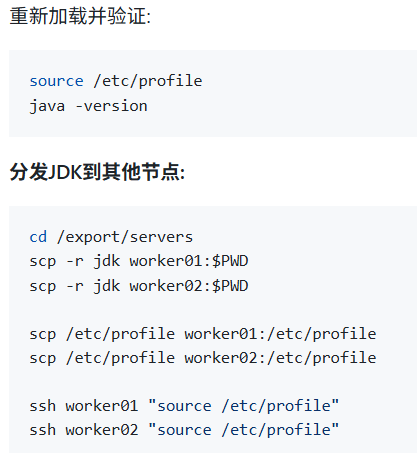 重新加载并验证:
source /etc/profile
java -version
分发JDK到其他节点:
cd /export/servers
scp -r jdk worker01:$PWD
scp -r jdk worker02:$PWD
scp /etc/profile worker01:/etc/profile
scp /etc/profile worker02:/etc/profile
ssh worker01 "source /etc/profile"
ssh worker02 "source /etc/profile"